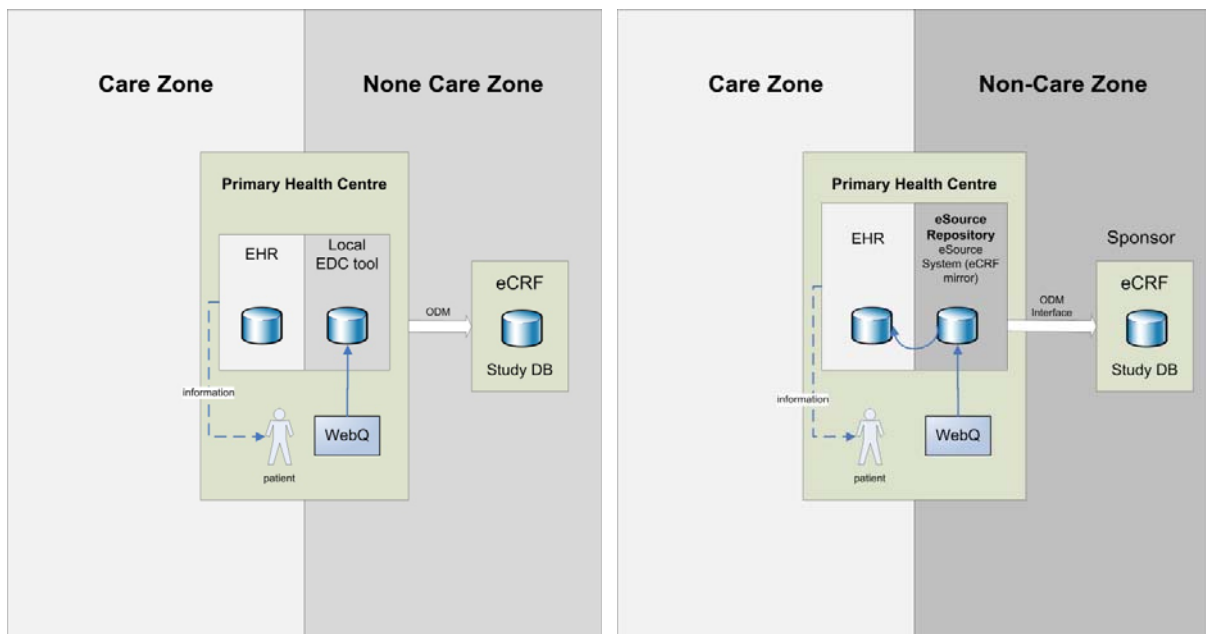 Care Zone
None Care Zone
Primary Health Centre
EHR
Local
EDC tool
eCRF
ODM
Study DB
information
WebQ
patient
Care Zone
Non-Care Zone
Primary Health Centre
EHR
eSource
Repository
eSource
System (eCRF
mirror)
Sponsor
eCRF
ODM
Interface
Study DB
information
WebQ
patient